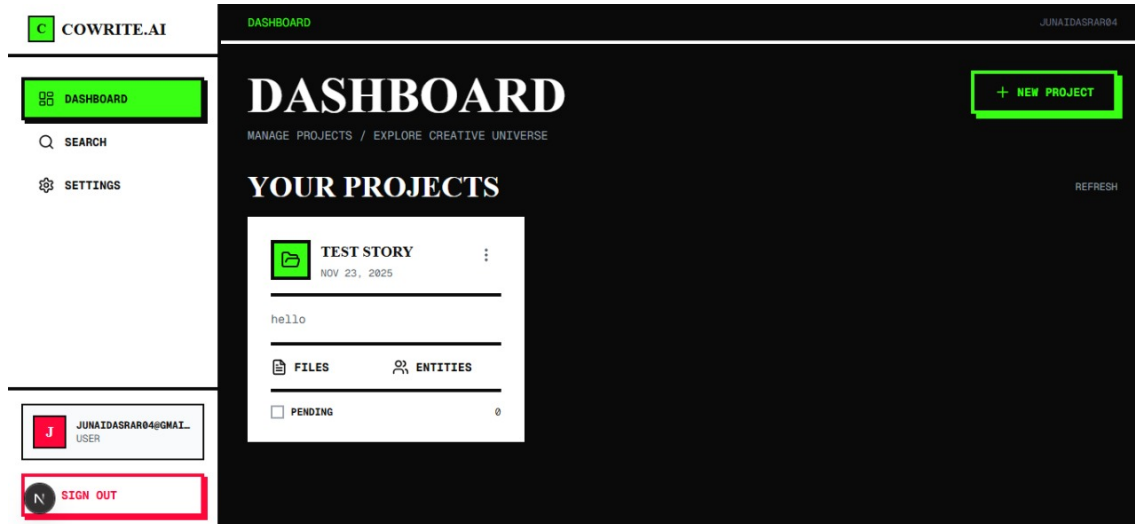 C COWRITE.AI
DASHBOARD
SEARCH
SETTINGS
J
JUNAIDASRAR04@GMAI…
USER
N
SIGN OUT
DASHBOARD
JUNAIDASRAR04
DASHBOARD
MANAGE PROJECTS / EXPLORE CREATIVE UNIVERSE
+ NEW PROJECT
YOUR PROJECTS
REFRESH
TEST STORY
NOV 23, 2025
hello
FILES ENTITIES
PENDING 0